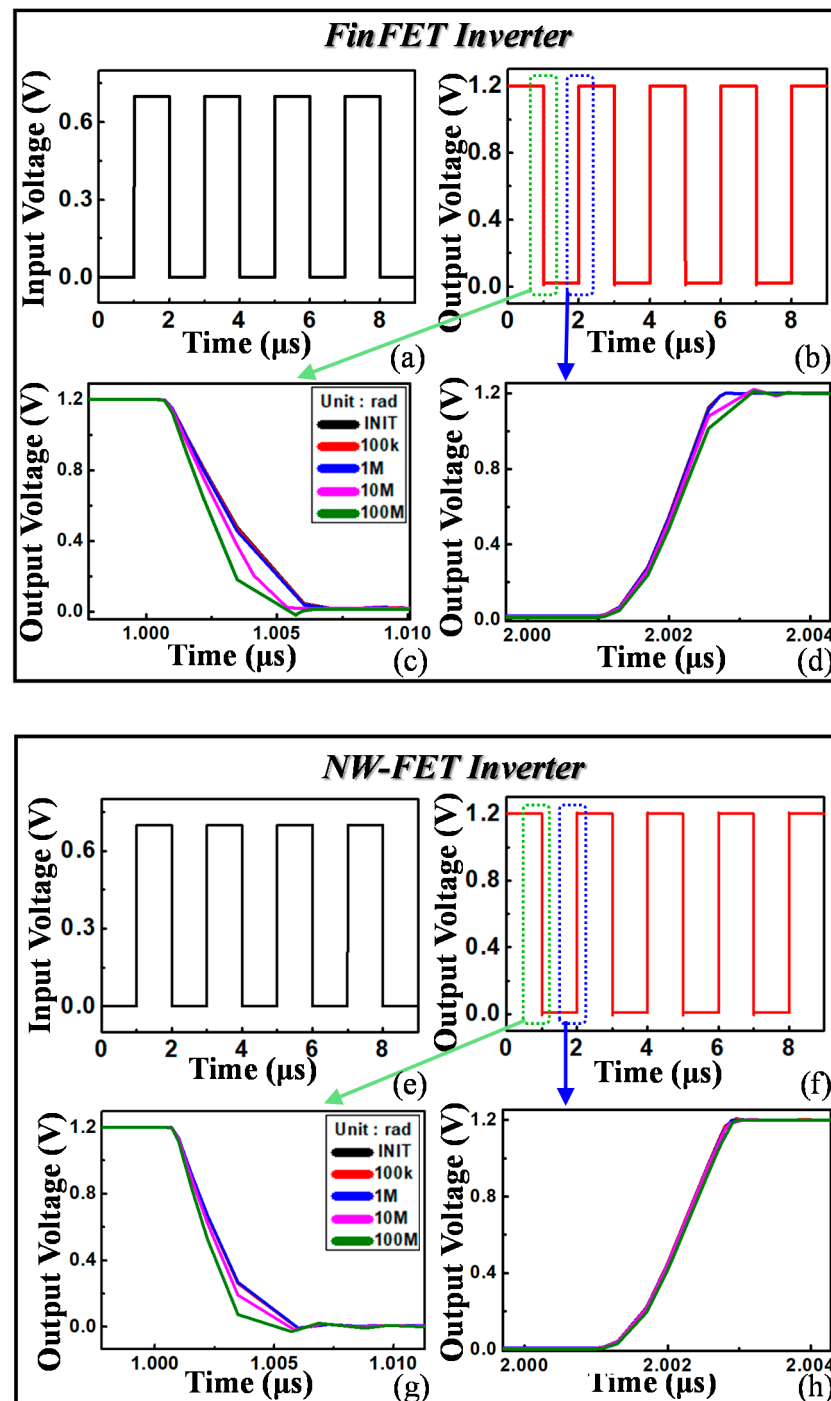 FinFET Inverter
Input Voltage (V)
0.6
0.3
0.0
0 2 4 6 8
Time (μs)
(a)
Output Voltage (V)
1.2
0.8
0.4
0.0
0 2 4 6 8
Time (μs)
(b)
Output Voltage (V)
1.2
0.8
0.4
0.0
1.000 1.005 1.010
Time (μs)
(c)
Unit : rad
INIT
100k
1M
10M
100M
Output Voltage (V)
1.2
0.8
0.4
0.0
2.000 2.002 2.004
Time (μs)
(d)
NW-FET Inverter
Input Voltage (V)
0.6
0.3
0.0
0 2 4 6 8
Time (μs)
(e)
Output Voltage (V)
1.2
0.8
0.4
0.0
0 2 4 6 8
Time (μs)
(f)
Output Voltage (V)
1.2
0.8
0.4
0.0
1.000 1.005 1.010
Time (μs)
(g)
Unit : rad
INIT
100k
1M
10M
100M
Output Voltage (V)
1.2
0.8
0.4
0.0
2.000 2.002 2.004
Time (μs)
(h)